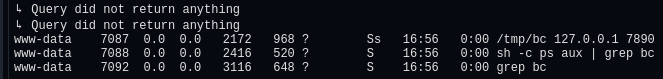 ↳ Query did not return anything
↳ Query did not return anything
www-data 7087 0.0 0.0 2172 968 ? Ss 16:56 0:00 /tmp/bc 127.0.0.1 7890
www-data 7088 0.0 0.0 2416 520 ? S 16:56 0:00 sh -c ps aux | grep bc
www-data 7092 0.0 0.0 3116 648 ? S 16:56 0:00 grep bc